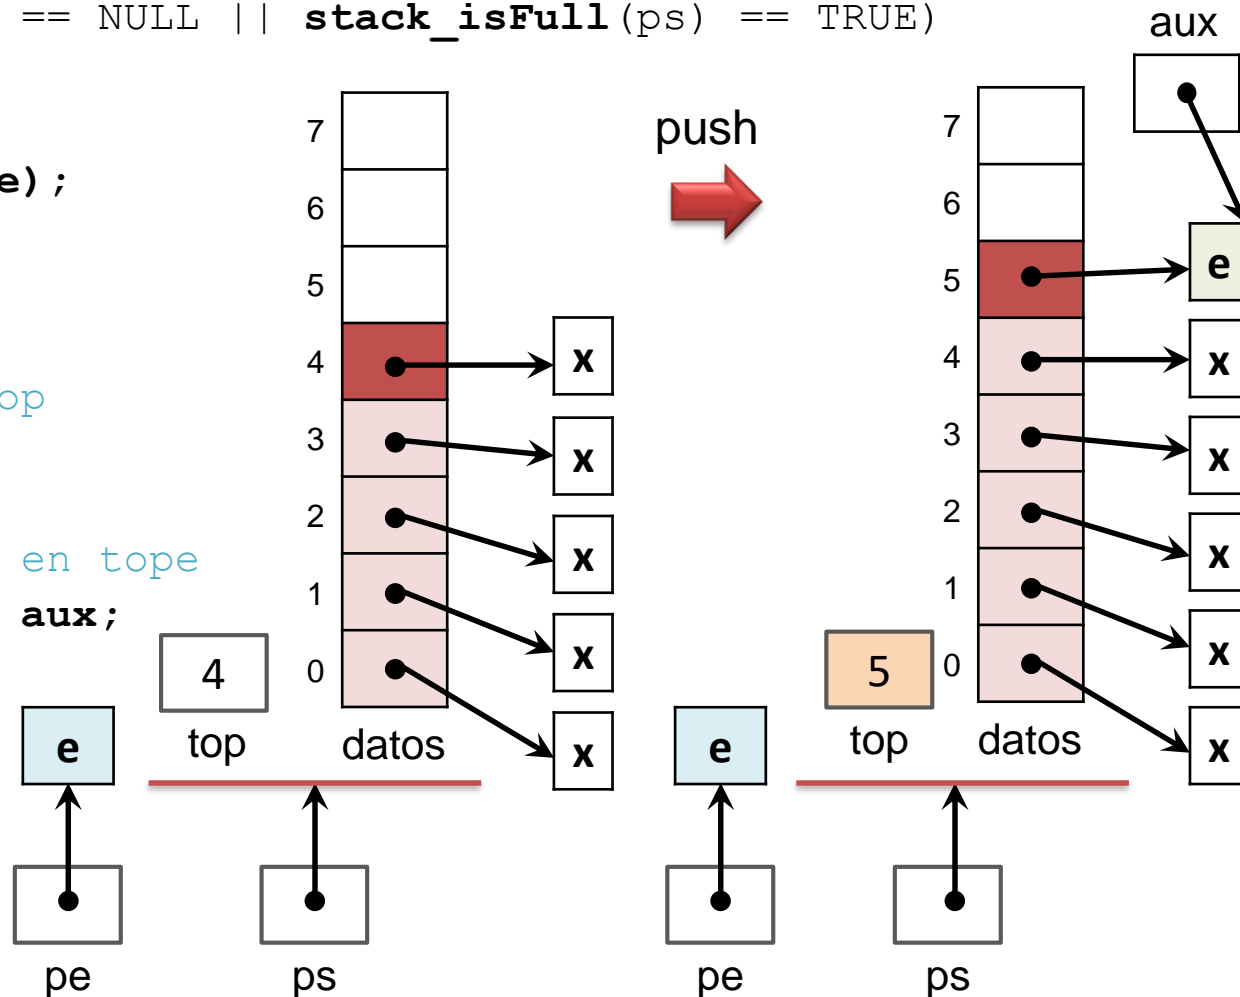 == NULL || stack_isFull(ps) == TRUE)
aux
7
push
7
e);
6
6
5
5
e
4
x
4
x
op
3
x
3
x
2
x
2
x
en tope
1
x
1
x
aux;
4
0
x
5
0
x
e
top
datos
e
top
datos
pe
ps
pe
ps